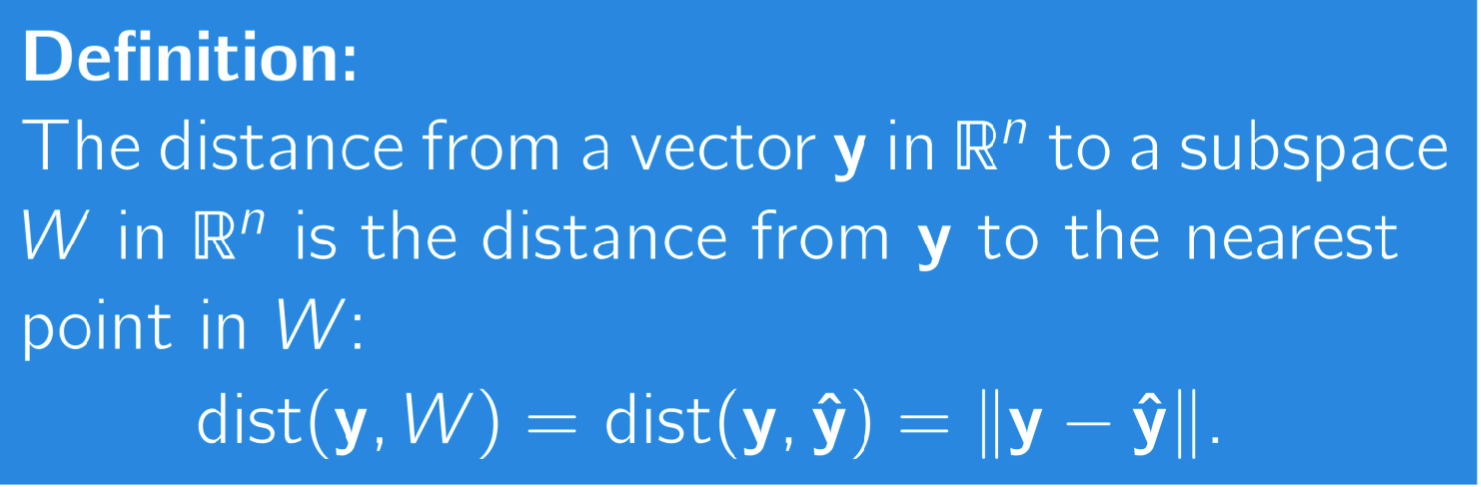 Definition:
The distance from a vector y in ℝⁿ to a subspace
W in ℝⁿ is the distance from y to the nearest
point in W:
dist(y, W) = dist(y, ŷ) = ‖y − ŷ‖.